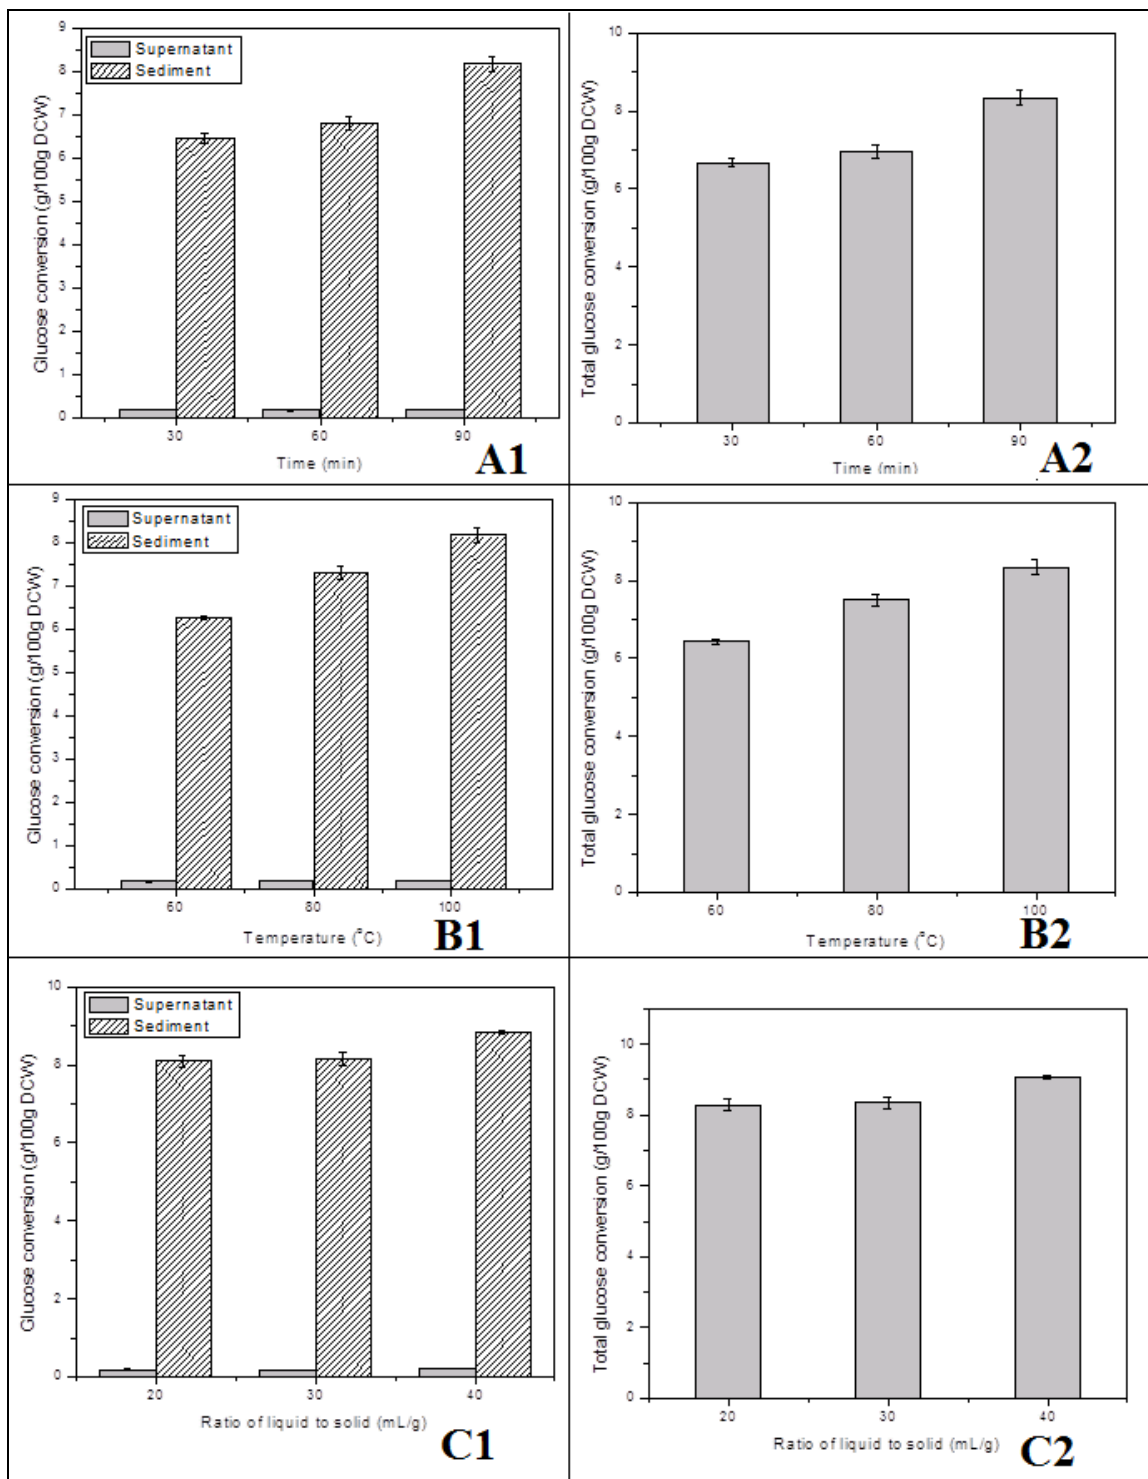 9
8
7
6
5
4
3
2
1
0
Glucose conversion (g/100g DCW)
Supernatant
Sediment
30 60 90
Time (min)
A1
10
8
6
4
2
0
Total glucose conversion (g/100g DCW)
30 60 90
Time (min)
A2
9
8
7
6
5
4
3
2
1
0
Glucose conversion (g/100g DCW)
Supernatant
Sediment
60 80 100
Temperature (°C)
B1
10
8
6
4
2
0
Total glucose conversion (g/100g DCW)
60 80 100
Temperature (°C)
B2
10
8
6
4
2
0
Glucose conversion (g/100g DCW)
Supernatant
Sediment
20 30 40
Ratio of liquid to solid (mL/g)
C1
10
8
6
4
2
0
Total glucose conversion (g/100g DCW)
20 30 40
Ratio of liquid to solid (mL/g)
C2